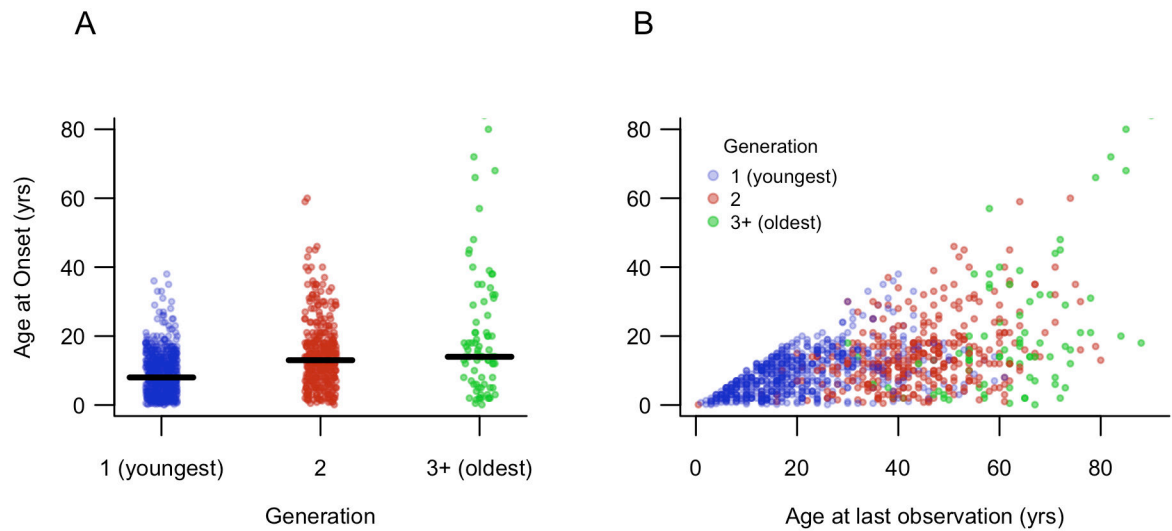 A
Age at Onset (yrs)
80
60
40
20
0
1 (youngest) 2 3+ (oldest)
Generation
B
80
60
40
20
0
Generation
1 (youngest)
2
3+ (oldest)
0 20 40 60 80
Age at last observation (yrs)